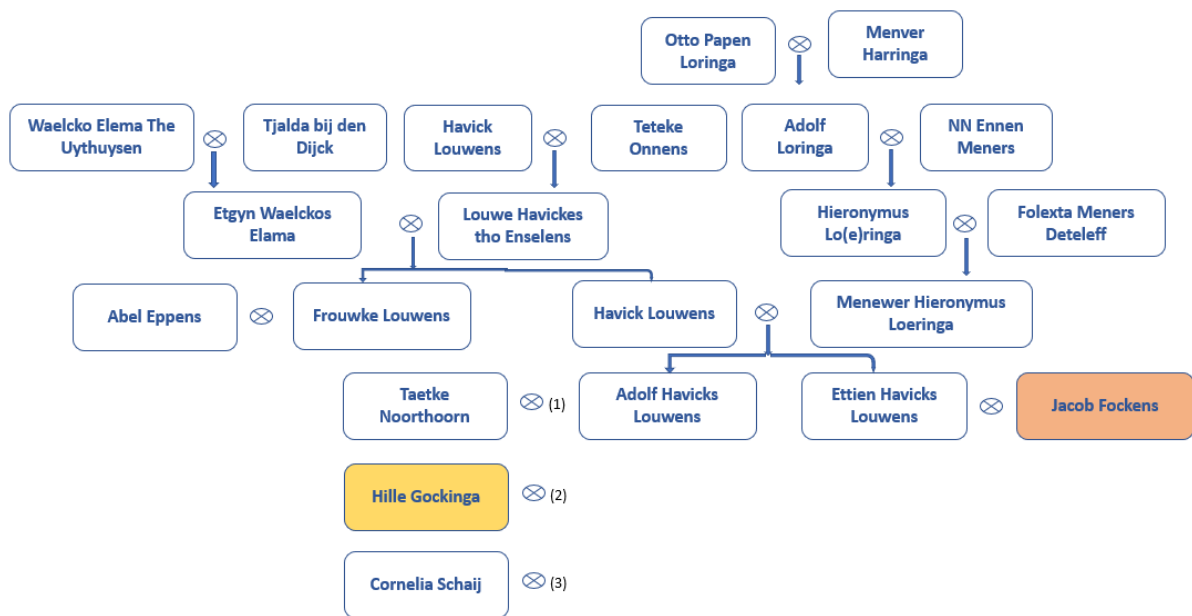 Otto Papen
Loringa
Menver
Harringa
Waelcko Elema The
Uythuysen
Tjalda bij den
Dijck
Havick
Louwens
Teteke
Onnens
Adolf
Loringa
NN Ennen
Meners
Etgyn Waelckos
Elama
Louwe Havickes
tho Enselens
Hieronymus
Lo(e)ringa
Folexta Meners
Deteleff
Abel Eppens
Frouwke Louwens
Havick Louwens
Menewer Hieronymus
Loeringa
Taetke
Noorthoorn
(1)
Adolf Havicks
Louwens
Ettien Havicks
Louwens
Jacob Fockens
Hille Gockinga
(2)
Cornelia Schaij
(3)